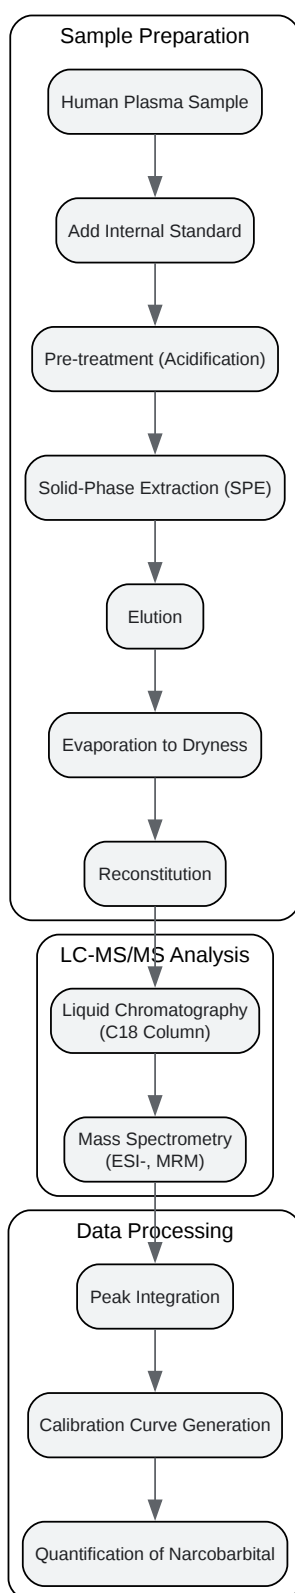 Sample Preparation
Human Plasma Sample
Add Internal Standard
Pre-treatment (Acidification)
Solid-Phase Extraction (SPE)
Elution
Evaporation to Dryness
Reconstitution
LC-MS/MS Analysis
Liquid Chromatography
(C18 Column)
Mass Spectrometry
(ESI-, MRM)
Data Processing
Peak Integration
Calibration Curve Generation
Quantification of Narcobarbital